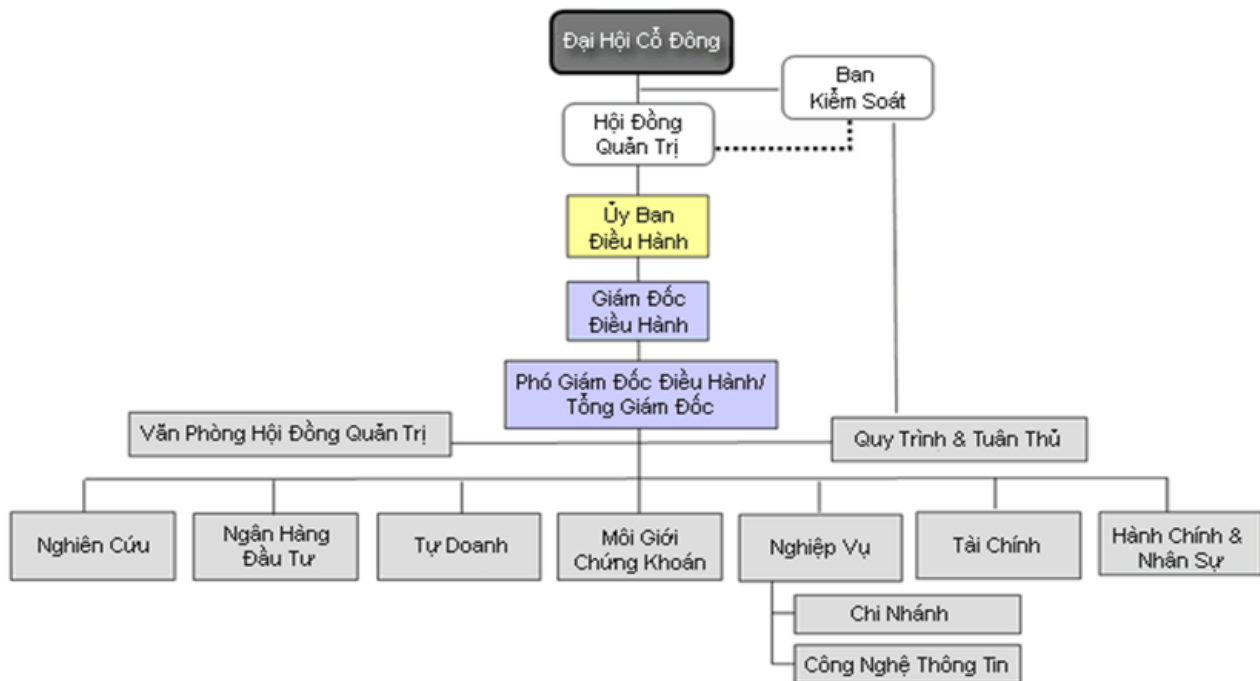 Đại Hội Cổ Đông
Ban
Kiểm Soát
Hội Đồng
Quản Trị
Ủy Ban
Điều Hành
Giám Đốc
Điều Hành
Phó Giám Đốc Điều Hành/
Tổng Giám Đốc
Văn Phòng Hội Đồng Quản Trị
Quy Trình & Tuân Thủ
Nghiên Cứu
Ngân Hàng
Đầu Tư
Tự Doanh
Môi Giới
Chứng Khoán
Nghiệp Vụ
Tài Chính
Hành Chính &
Nhân Sự
Chi Nhánh
Công Nghệ Thông Tin